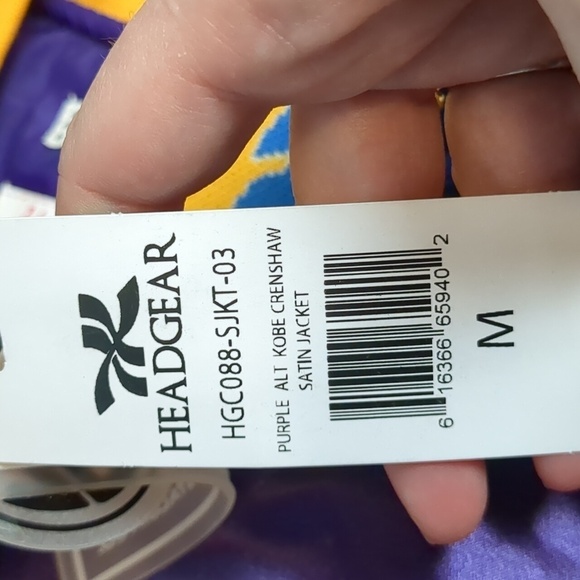 HEADGEAR
HGC088-SJKT-03
PURPLE ALT KOBE CRENSHAW
SATIN JACKET
6 16366 65940 2
M